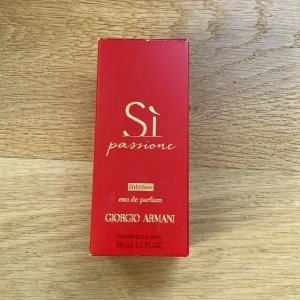 Sì
passione
intense
eau de parfum
GIORGIO ARMANI
50 ml 1.7 FL.OZ.